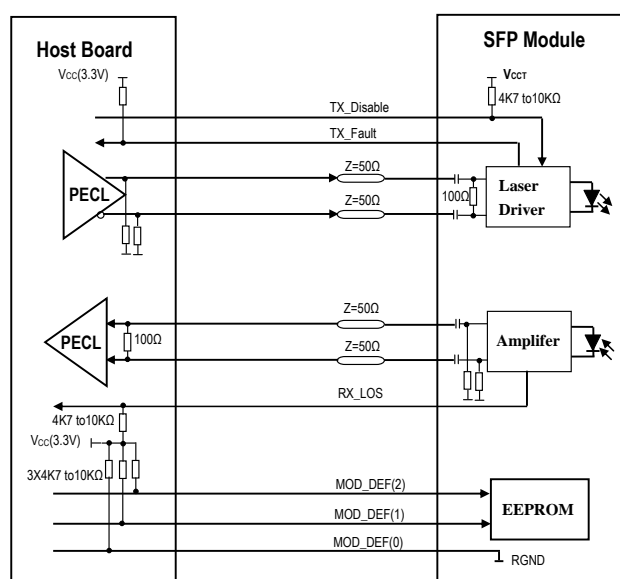 Host Board
SFP Module
Vcc(3.3V)
VCCT
4K7 to10KΩ
TX_Disable
TX_Fault
PECL
Z=50Ω
Z=50Ω
100Ω
Laser
Driver
Z=50Ω
PECL
100Ω
Z=50Ω
Amplifer
RX_LOS
4K7 to10KΩ
Vcc(3.3V)
3X4K7 to10KΩ
MOD_DEF(2)
MOD_DEF(1)
EEPROM
MOD_DEF(0)
RGND